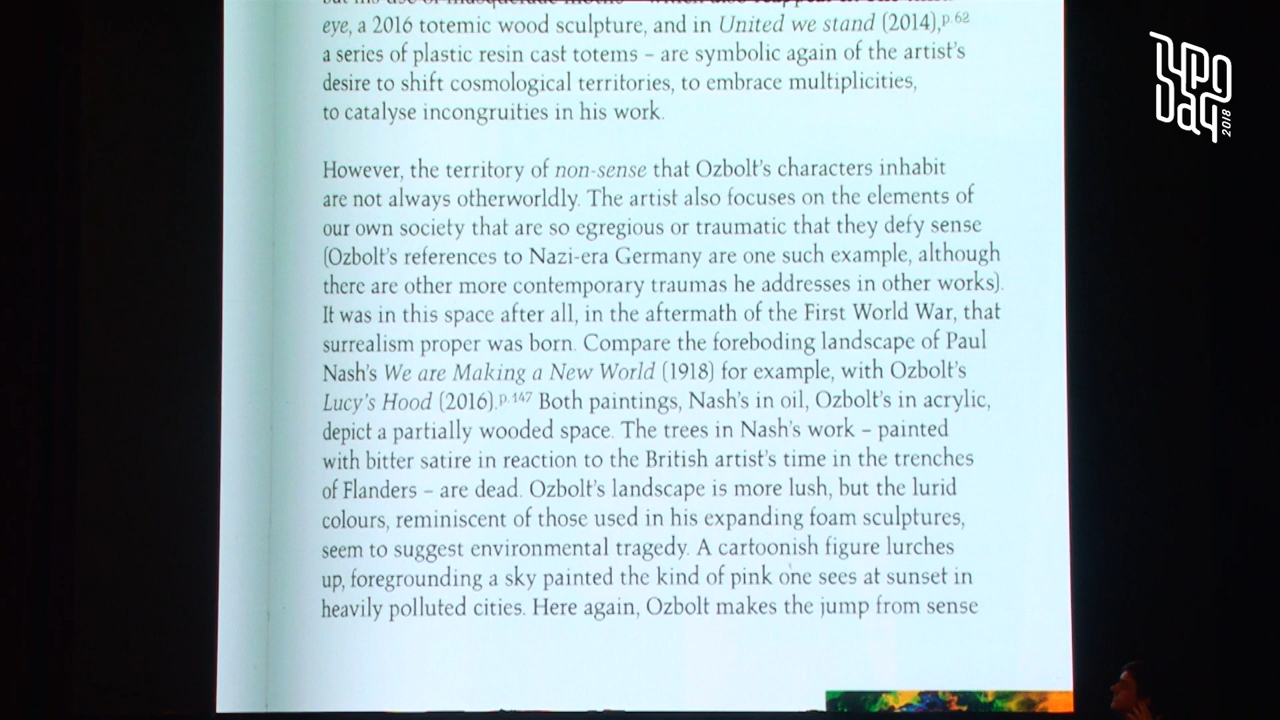 eye, a 2016 totemic wood sculpture, and in United we stand (2014),p.62
a series of plastic resin cast totems – are symbolic again of the artist's
desire to shift cosmological territories, to embrace multiplicities,
to catalyse incongruities in his work.
However, the territory of non-sense that Ozbolt's characters inhabit
are not always otherworldly. The artist also focuses on the elements of
our own society that are so egregious or traumatic that they defy sense
(Ozbolt's references to Nazi-era Germany are one such example, although
there are other more contemporary traumas he addresses in other works).
It was in this space after all, in the aftermath of the First World War, that
surrealism proper was born. Compare the foreboding landscape of Paul
Nash's We are Making a New World (1918) for example, with Ozbolt's
Lucy's Hood (2016).p.147 Both paintings, Nash's in oil, Ozbolt's in acrylic,
depict a partially wooded space. The trees in Nash's work – painted
with bitter satire in reaction to the British artist's time in the trenches
of Flanders – are dead. Ozbolt's landscape is more lush, but the lurid
colours, reminiscent of those used in his expanding foam sculptures,
seem to suggest environmental tragedy. A cartoonish figure lurches
up, foregrounding a sky painted the kind of pink one sees at sunset in
heavily polluted cities. Here again, Ozbolt makes the jump from sense
TYPO
Day
2018